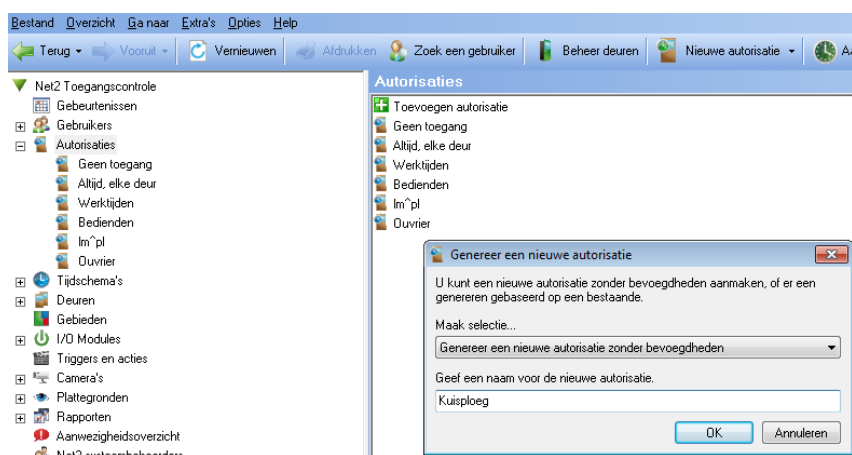 Bestand Overzicht Ga naar Extra's Opties Help
Terug Vooruit Vernieuwen Afdrukken Zoek een gebruiker Beheer deuren Nieuwe autorisatie
Net2 Toegangscontrole
Gebeurtenissen
Gebruikers
Autorisaties
Geen toegang
Altijd, elke deur
Werktijden
Bedienden
Im^pl
Ouvrier
Tijdschema's
Deuren
Gebieden
I/O Modules
Triggers en acties
Camera's
Plattegronden
Rapporten
Aanwezigheidsoverzicht
Autorisaties
Toevoegen autorisatie
Geen toegang
Altijd, elke deur
Werktijden
Bedienden
Im^pl
Ouvrier
Genereer een nieuwe autorisatie
U kunt een nieuwe autorisatie zonder bevoegdheden aanmaken, of er een
genereren gebaseerd op een bestaande.
Maak selectie...
Genereer een nieuwe autorisatie zonder bevoegdheden
Geef een naam voor de nieuwe autorisatie.
Kuisploeg
OK Annuleren